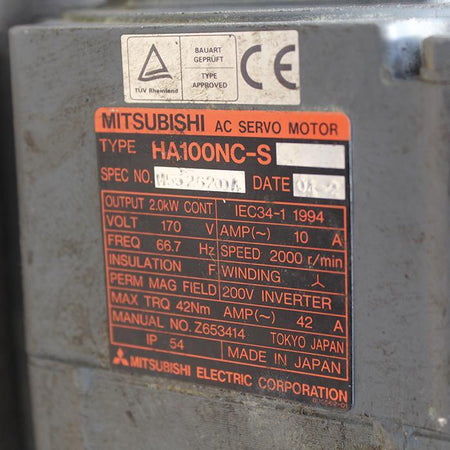 BAUART
GEPRÜFT
TÜV Rheinland
TYPE
APPROVED
CE
MITSUBISHI AC SERVO MOTOR
TYPE HA100NC-S
SPEC NO. DATE
OUTPUT 2.0kW CONT IEC34-1 1994
VOLT 170 V AMP(~) 10 A
FREQ 66.7 Hz SPEED 2000 r/min
INSULATION F WINDING
PERM MAG FIELD 200V INVERTER
MAX TRQ 42Nm AMP(~) 42 A
MANUAL NO. Z653414 TOKYO JAPAN
IP 54 MADE IN JAPAN
MITSUBISHI ELECTRIC CORPORATION